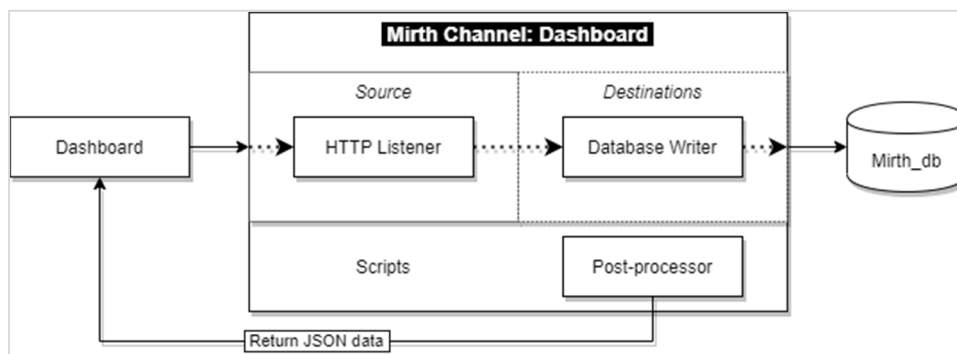 Mirth Channel: Dashboard
Source
Destinations
Dashboard
HTTP Listener
Database Writer
Mirth_db
Scripts
Post-processor
Return JSON data